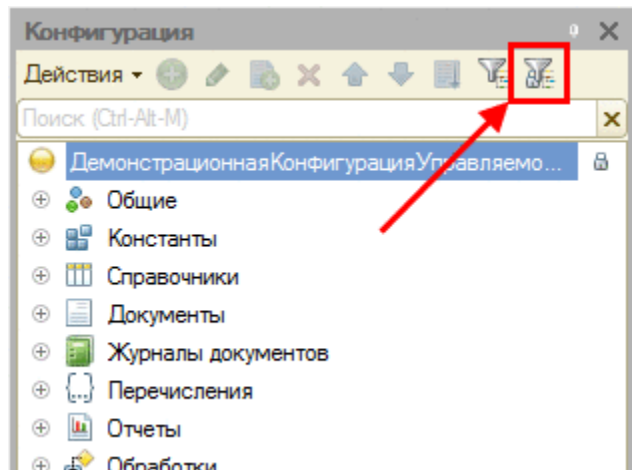 Конфигурация
Действия
Поиск (Ctrl-Alt-M)
ДемонстрационнаяКонфигурацияУправляемо...
Общие
Константы
Справочники
Документы
Журналы документов
Перечисления
Отчеты
Обработки